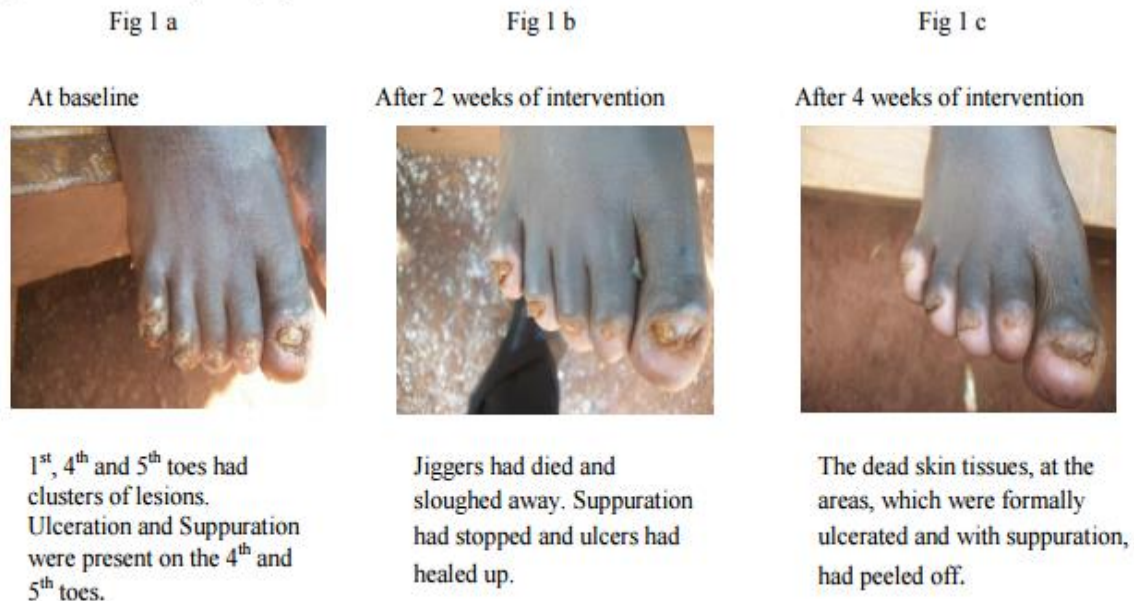 Fig 1 a
Fig 1 b
Fig 1 c
At baseline
After 2 weeks of intervention
After 4 weeks of intervention
1st, 4th and 5th toes had
clusters of lesions.
Ulceration and Suppuration
were present on the 4th and
5th toes.
Jiggers had died and
sloughed away. Suppuration
had stopped and ulcers had
healed up.
The dead skin tissues, at the
areas, which were formally
ulcerated and with suppuration,
had peeled off.